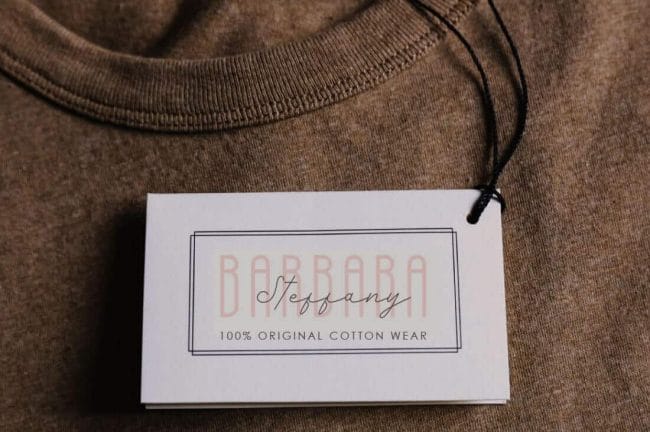 BARBARA
Steffany
100% ORIGINAL COTTON WEAR